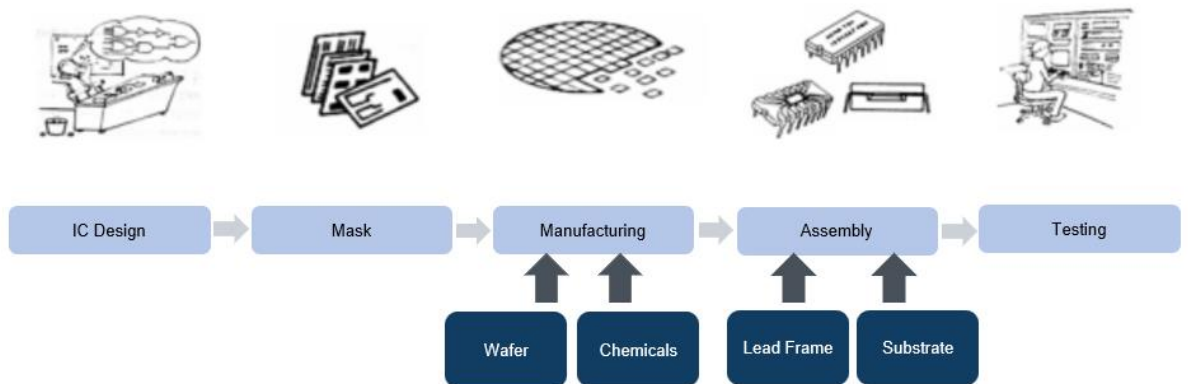 IC Design
Mask
Manufacturing
Assembly
Testing
Wafer
Chemicals
Lead Frame
Substrate